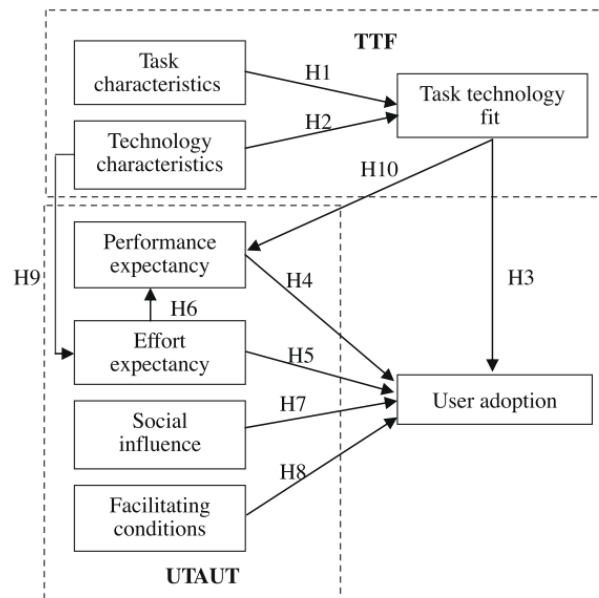 TTF
Task
characteristics
H1
Task technology
fit
H2
Technology
characteristics
H10
Performance
expectancy
H4
H9
H3
H6
Effort
expectancy
H5
User adoption
Social
influence
H7
H8
Facilitating
conditions
UTAUT